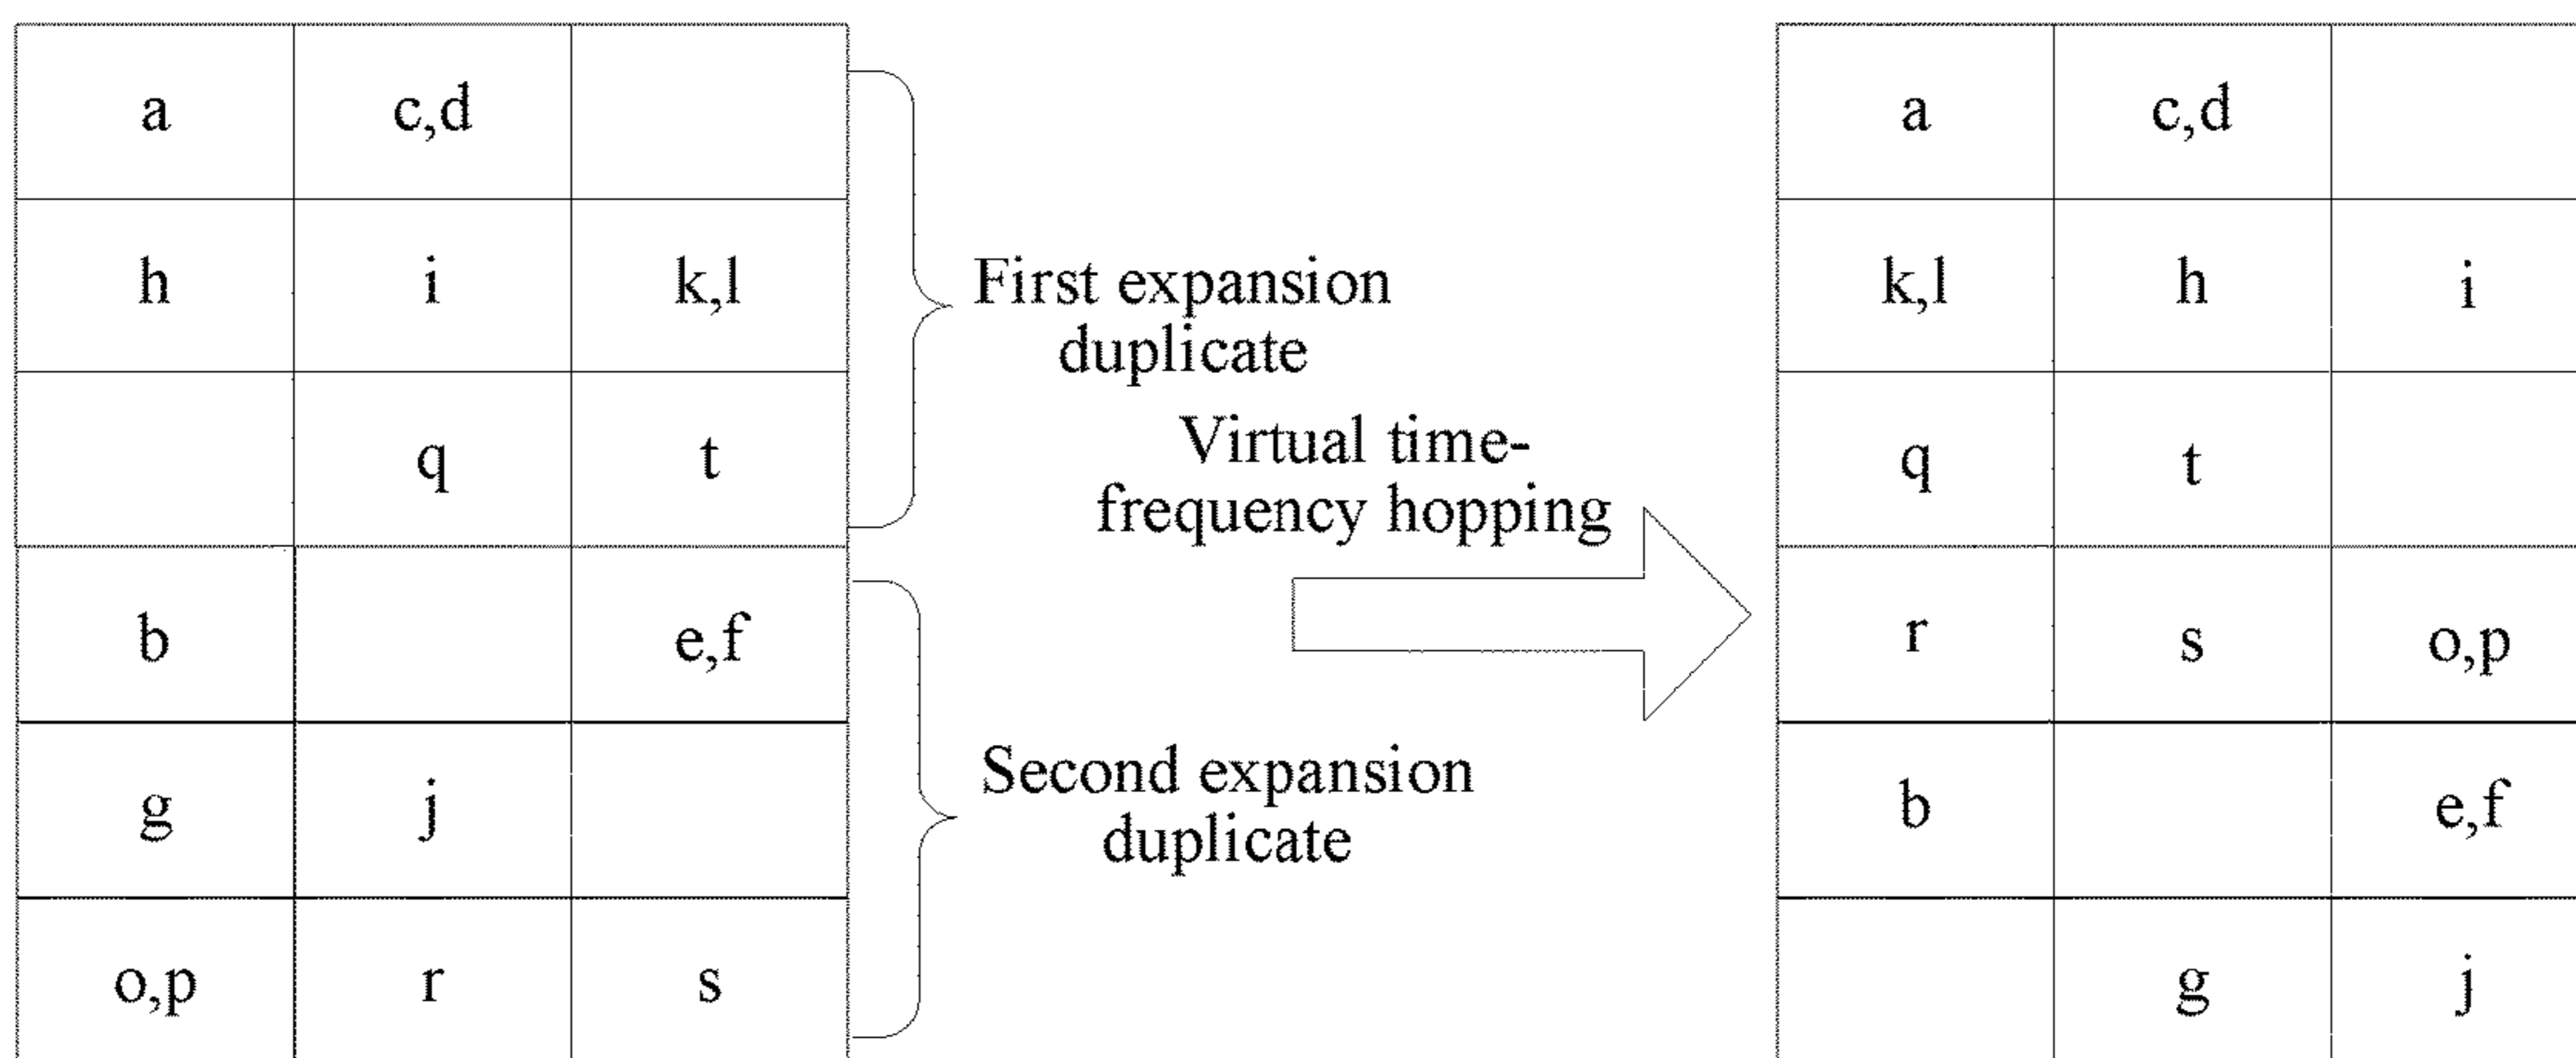 a c,d
h i k,l
q t
b e,f
g j
o,p r s
First expansion
duplicate
Virtual time-
frequency hopping
Second expansion
duplicate
a c,d
k,l h i
q t
r s o,p
b e,f
g j